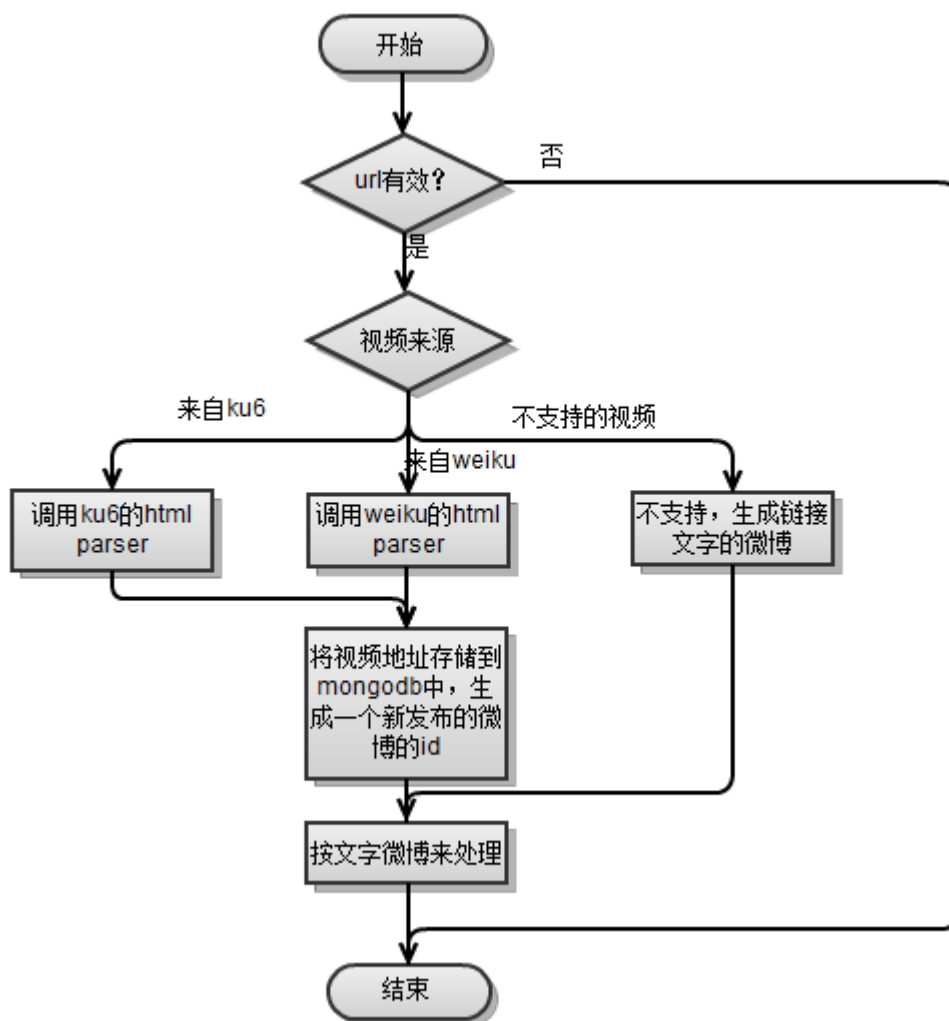 开始
否
url有效？
是
视频来源
来自ku6
不支持的视频
来自weiku
调用ku6的html
parser
调用weiku的html
parser
不支持，生成链接
文字的微博
将视频地址存储到
mongodb中，生
成一个新发布的微
博的id
按文字微博来处理
结束